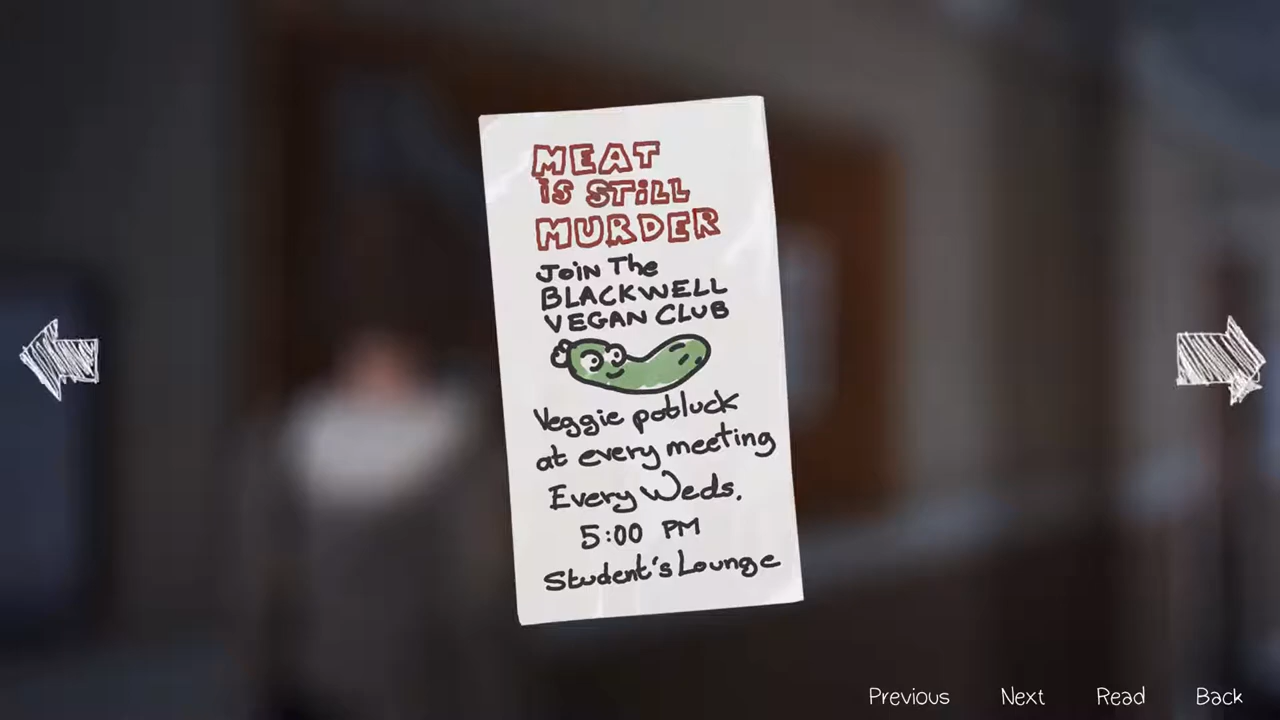 MEAT
iS STiLL
MURDER
JoiN The
BLACKWELL
VEGAN CLUB
Veggie potluck
at every meeting
Every Weds.
5:00 PM
Student's Lounge
Previous Next Read Back